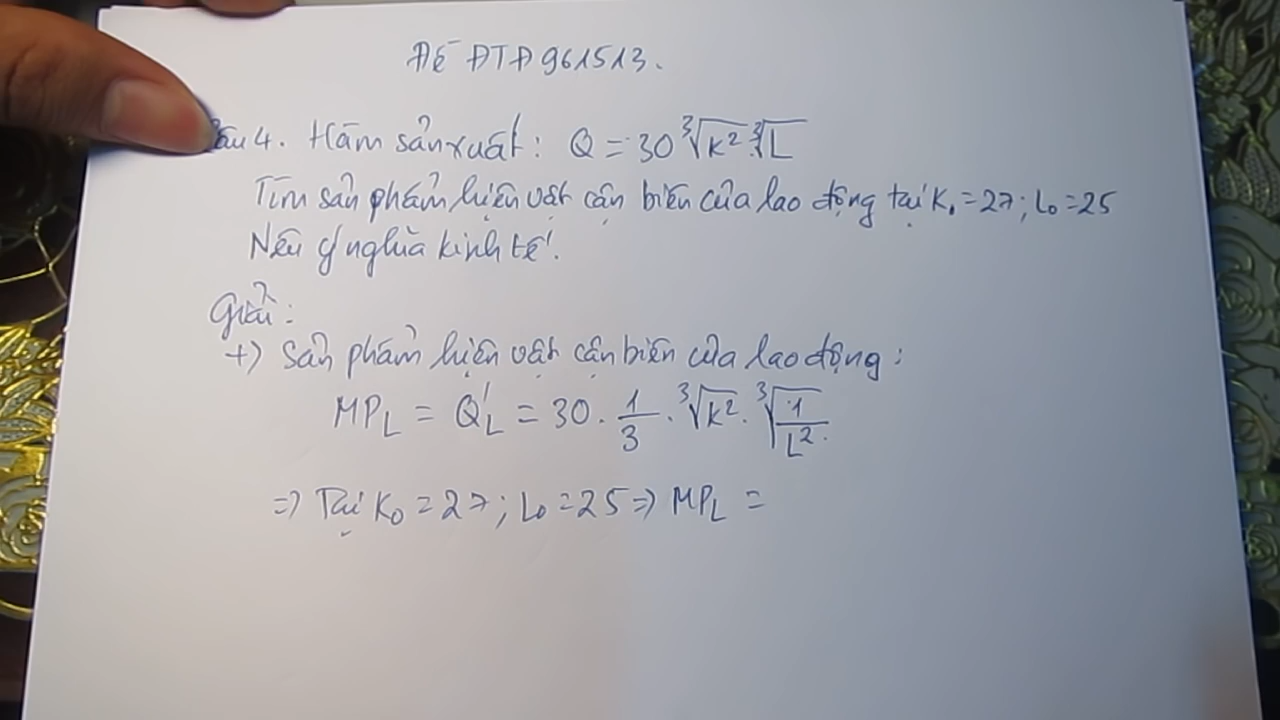 Đề ĐTĐ961513.
Câu 4. Hàm sản xuất: Q = 30 ∛K² . ∛L
Tìm sản phẩm hiện vật cận biên của lao động tại K₀ = 27; L₀ = 25
Nêu ý nghĩa kinh tế.
Giải:
+) Sản phẩm hiện vật cận biên của lao động:
MP_L = Q'_L = 30 . 1/3 . ∛K² . ∛(1/L²)
=> Tại K₀ = 27; L₀ = 25 => MP_L =